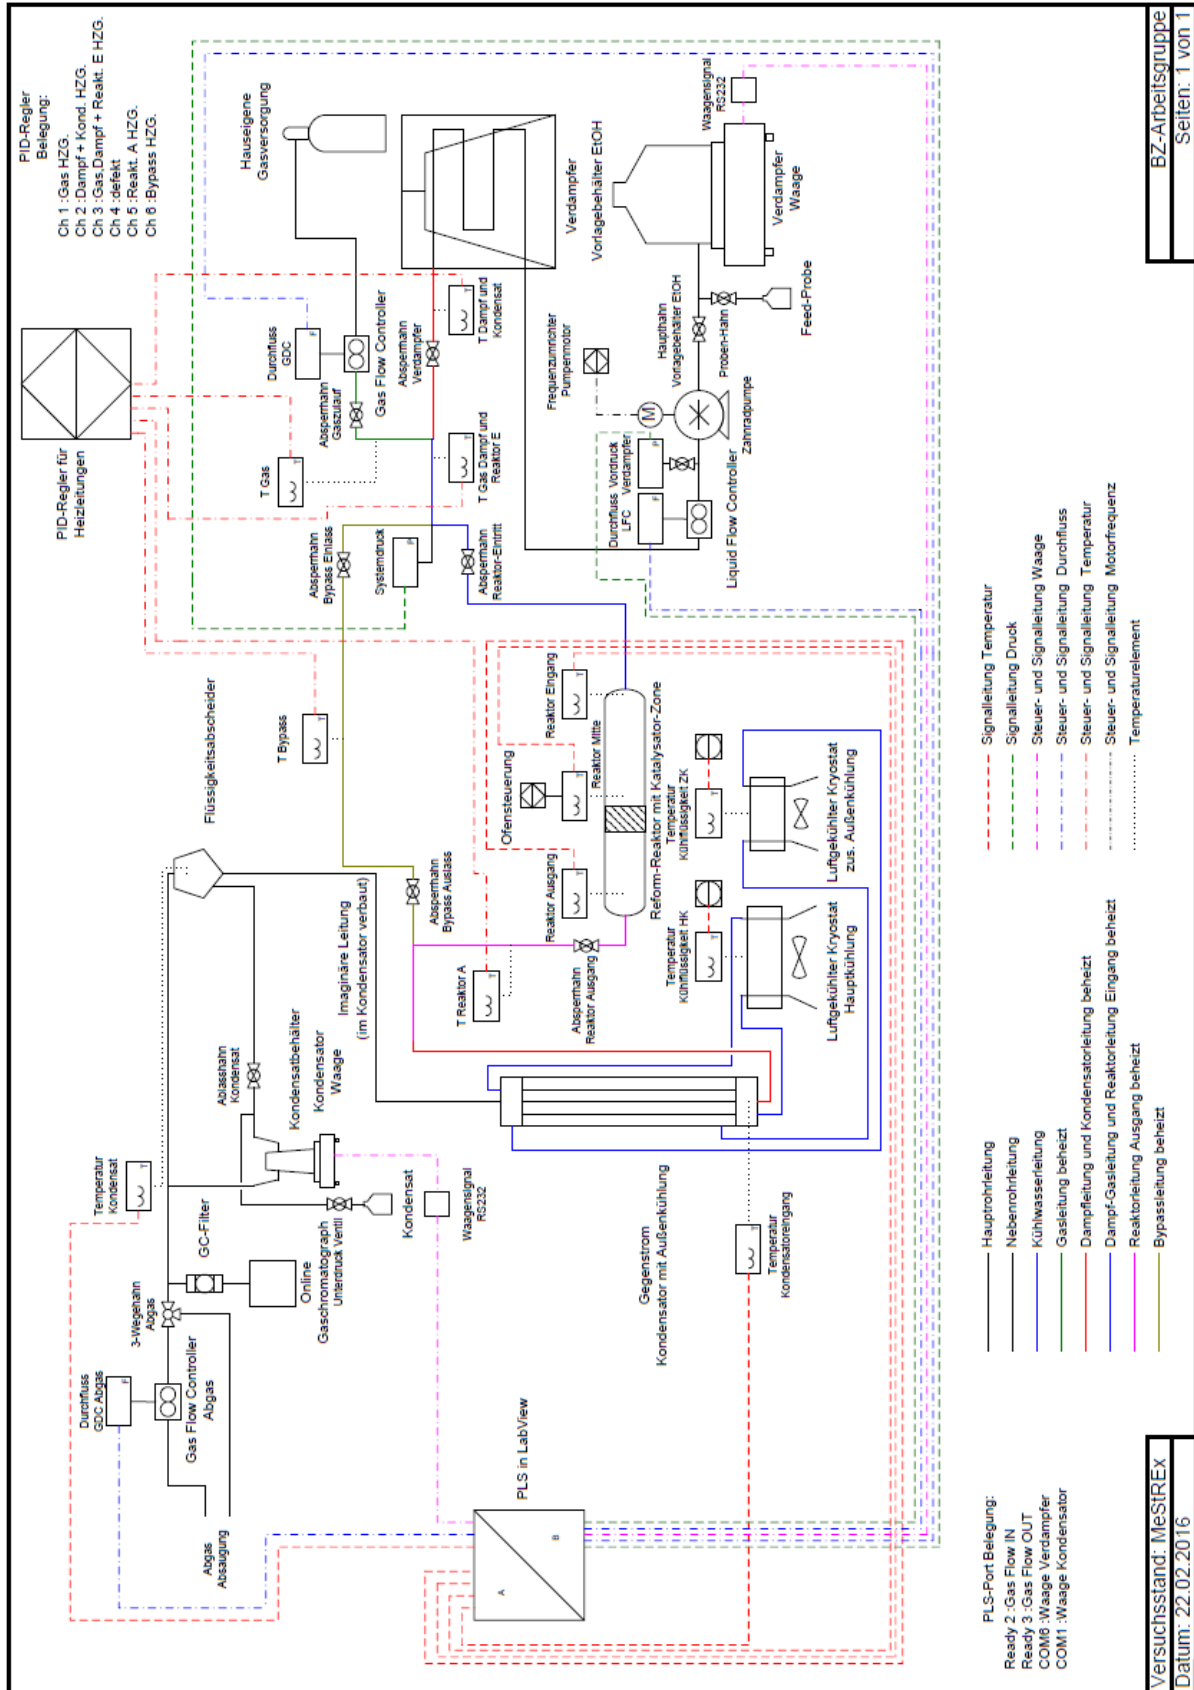 PID-Regler
Belegung:
Ch 1 :Gas HZG.
Ch 2 :Dampf + Kond. HZG.
Ch 3 :Gas,Dampf + Reakt. E HZG.
Ch 4 :defekt
Ch 5 :Reakt. A HZG.
Ch 6 :Bypass HZG.
PID-Regler für
Heizleitungen
Hauseigene
Gasversorgung
Durchfluss
GDC
F
Gas Flow Controller
Absperrhahn
Gaszulauf
Absperrhahn
Verdampfer
T Dampf und
Kondensat
T
Verdampfer
Vorlagebehälter EtOH
Waagensignal
RS232
Verdampfer
Waage
Feed-Probe
Haupthahn
Vorlagebehälter EtOH
Proben-Hahn
Frequenzumrichter
Pumpenmotor
M
Zahnradpumpe
Vordruck
Verdampfer
P
Durchfluss
LFC
F
Liquid Flow Controller
T Gas
T
T Gas Dampf und
Reaktor E
T
Absperrhahn
Bypass Einlass
Systemdruck
P
Absperrhahn
Reaktor-Eintritt
Flüssigkeitsabscheider
T Bypass
T
Reaktor Eingang
T
Ofensteuerung
Reaktor Mitte
T
Reaktor Ausgang
T
Reform-Reaktor mit Katalysator-Zone
Absperrhahn
Bypass Auslass
T Reaktor A
T
Absperrhahn
Reaktor Ausgang
Temperatur
Kühlflüssigkeit ZK
T
Luftgekühlter Kryostat
zus. Außenkühlung
Temperatur
Kühlflüssigkeit HK
T
Luftgekühlter Kryostat
Hauptkühlung
Imaginäre Leitung
(im Kondensator verbaut)
Ablasshahn
Kondensat
Kondensatbehälter
Kondensator
Waage
Temperatur
Kondensat
T
GC-Filter
Online
Gaschromatograph
Unterdruck Ventil
Kondensat
Waagensignal
RS232
3-Wegehahn
Abgas
Durchfluss
GDC Abgas
F
Gas Flow Controller
Abgas
Abgas
Absaugung
Gegenstrom
Kondensator mit Außenkühlung
Temperatur
Kondensatoreingang
T
PLS in LabView
A
B
PLS-Port Belegung:
Ready 2 :Gas Flow IN
Ready 3 :Gas Flow OUT
COM6 :Waage Verdampfer
COM1 :Waage Kondensator
Hauptrohrleitung
Nebenrohrleitung
Kühlwasserleitung
Gasleitung beheizt
Dampfleitung und Kondensatorleitung beheizt
Dampf-Gasleitung und Reaktorleitung Eingang beheizt
Reaktorleitung Ausgang beheizt
Bypassleitung beheizt
Signalleitung Temperatur
Signalleitung Druck
Steuer- und Signalleitung Waage
Steuer- und Signalleitung Durchfluss
Steuer- und Signalleitung Temperatur
Steuer- und Signalleitung Motorfrequenz
Temperaturelement
Versuchsstand: MeStREx
Datum: 22.02.2016
BZ-Arbeitsgruppe
Seiten: 1 von 1